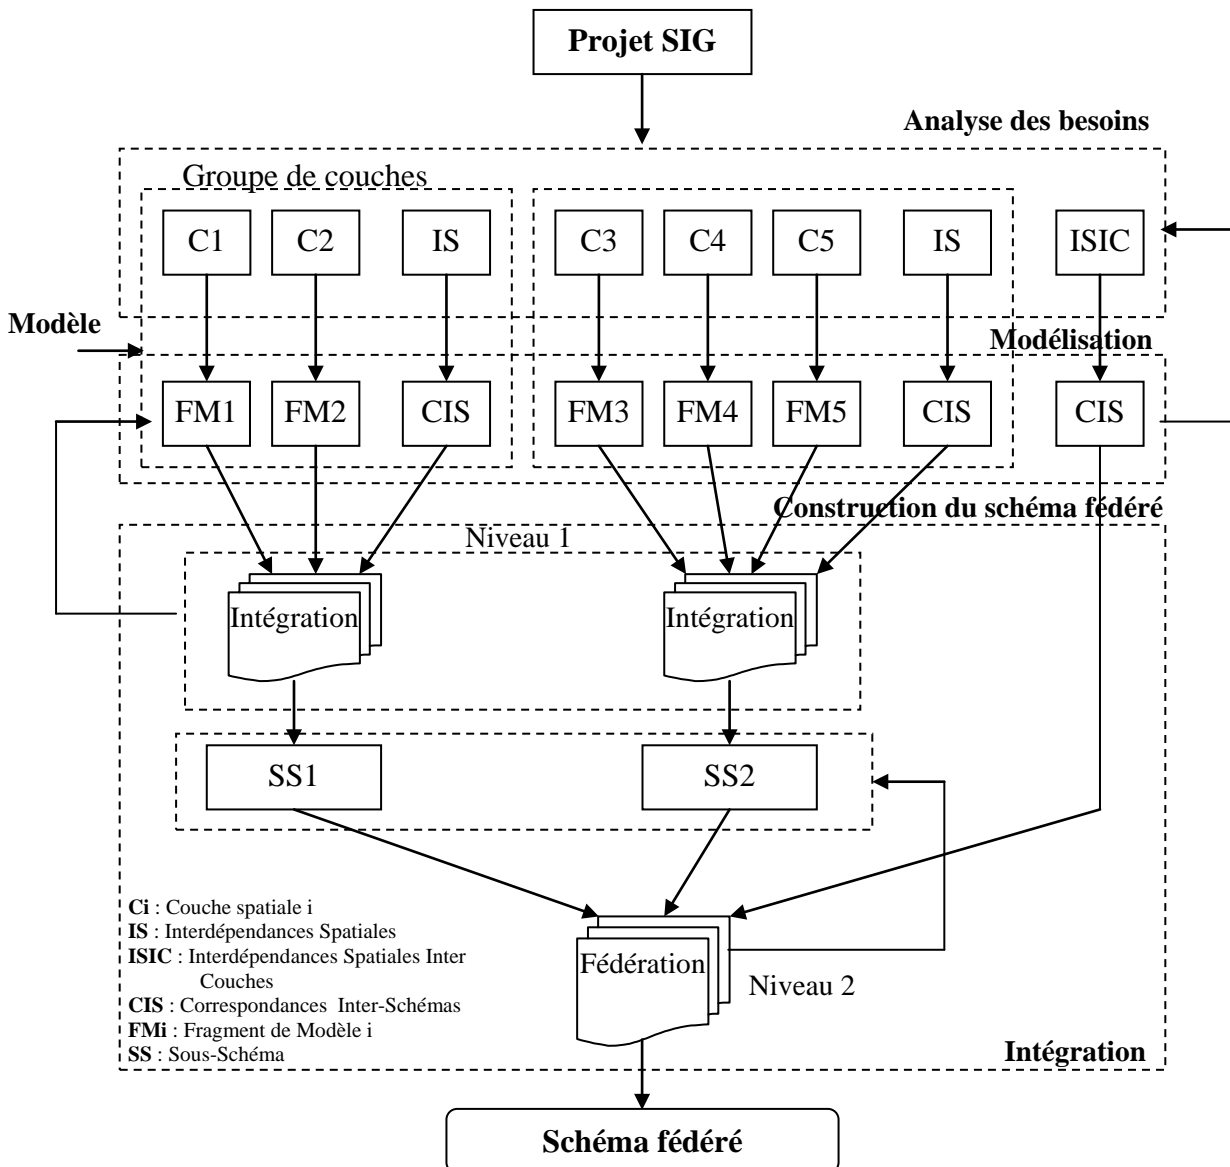 Projet SIG
Analyse des besoins
Groupe de couches
C1 C2 IS C3 C4 C5 IS ISIC
Modèle
Modélisation
FM1 FM2 CIS FM3 FM4 FM5 CIS CIS
Construction du schéma fédéré
Niveau 1
Intégration Intégration
SS1 SS2
Ci : Couche spatiale i
IS : Interdépendances Spatiales
ISIC : Interdépendances Spatiales Inter
Couches
CIS : Correspondances Inter-Schémas
FMi : Fragment de Modèle i
SS : Sous-Schéma
Fédération
Niveau 2
Intégration
Schéma fédéré